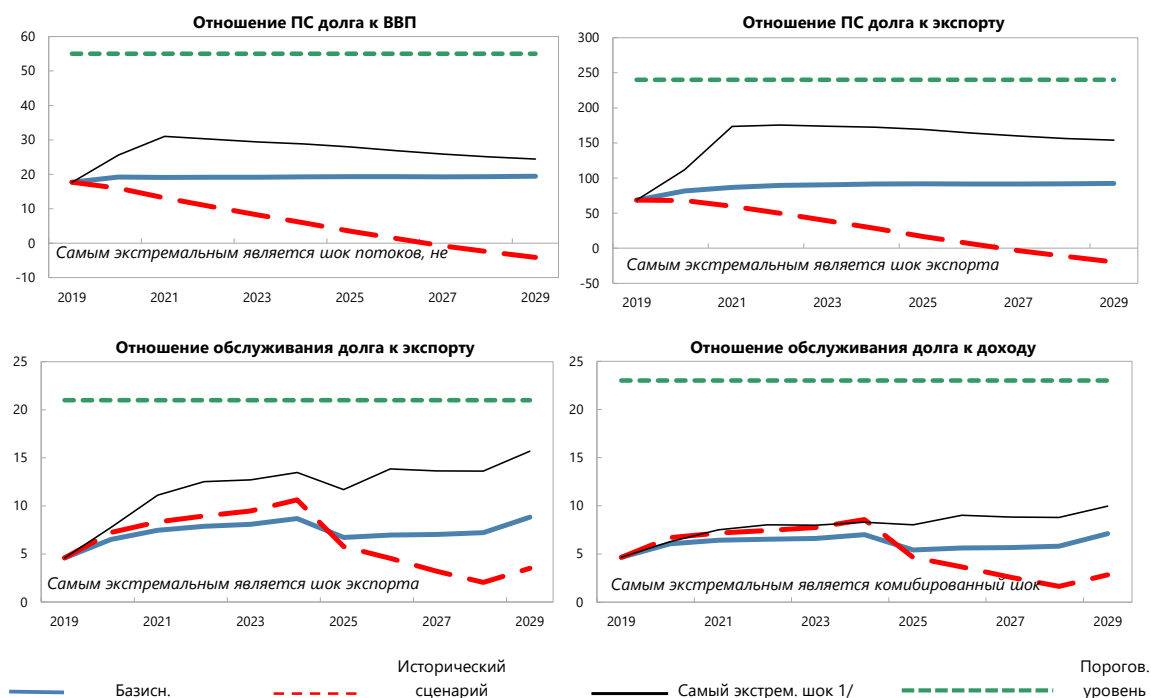 Отношение ПС долга к ВВП
60
50
40
30
20
10
0
-10
Самым экстремальным является шок потоков, не
2019 2021 2023 2025 2027 2029
Отношение ПС долга к экспорту
300
250
200
150
100
50
0
-50
Самым экстремальным является шок экспорта
2019 2021 2023 2025 2027 2029
Отношение обслуживания долга к экспорту
25
20
15
10
5
0
Самым экстремальным является шок экспорта
2019 2021 2023 2025 2027 2029
Отношение обслуживания долга к доходу
25
20
15
10
5
0
Самым экстремальным является комбированный шок
2019 2021 2023 2025 2027 2029
Базисн.
Исторический
сценарий
Самый экстрем. шок 1/
Порогов.
уровень